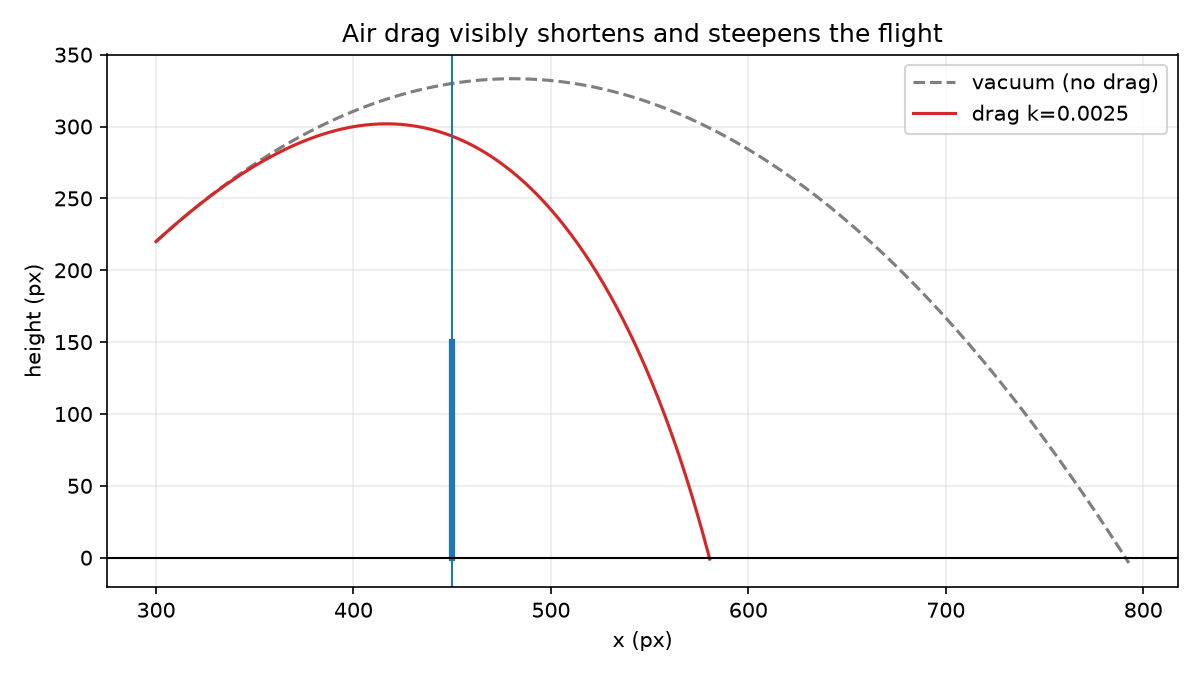 Air drag visibly shortens and steepens the flight
vacuum (no drag)
drag k=0.0025
height (px)
350
300
250
200
150
100
50
0
300 400 500 600 700 800
x (px)